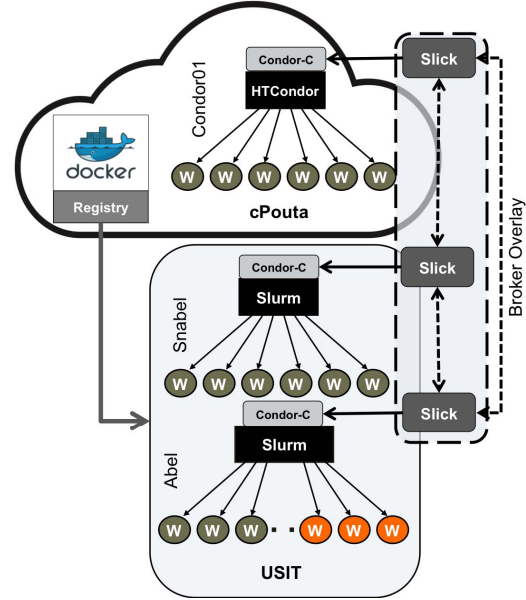 Condor-C
Slick
HTCondor
Condor01
docker
W W W W W W
Registry
cPouta
Broker Overlay
Condor-C
Slick
Slurm
Snabel
W W W W W W
Condor-C
Slick
Slurm
Abel
W W W W W W
USIT